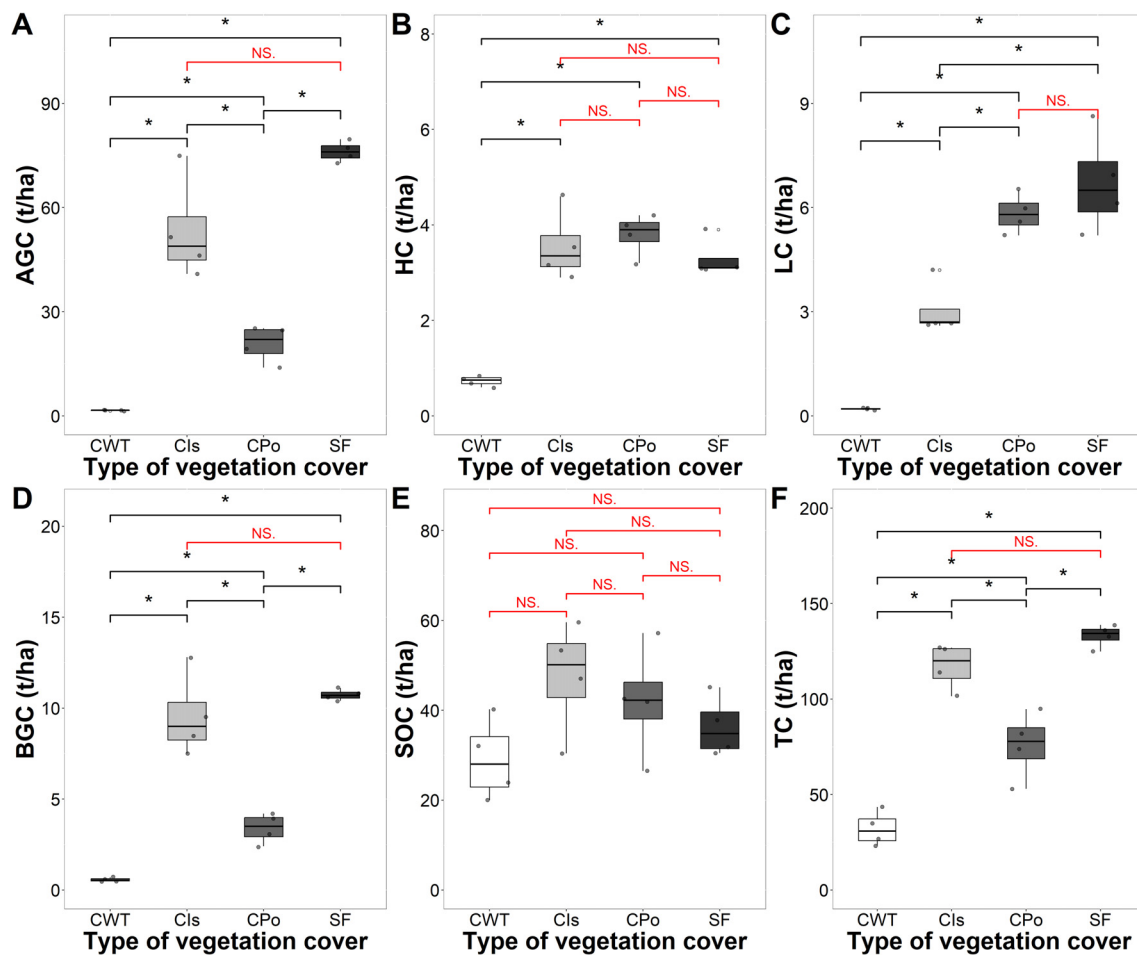 A
AGC (t/ha)
90
60
30
0
*
NS.
*
*
*
*
CWT CIs CPo SF
Type of vegetation cover
B
HC (t/ha)
8
6
4
2
0
*
NS.
*
NS.
NS.
*
CWT CIs CPo SF
Type of vegetation cover
C
LC (t/ha)
9
6
3
0
*
*
*
NS.
*
*
CWT CIs CPo SF
Type of vegetation cover
D
BGC (t/ha)
20
15
10
5
0
*
NS.
*
*
*
*
CWT CIs CPo SF
Type of vegetation cover
E
SOC (t/ha)
80
60
40
20
0
NS.
NS.
NS.
NS.
NS.
NS.
CWT CIs CPo SF
Type of vegetation cover
F
TC (t/ha)
200
150
100
50
0
*
NS.
*
*
*
*
CWT CIs CPo SF
Type of vegetation cover